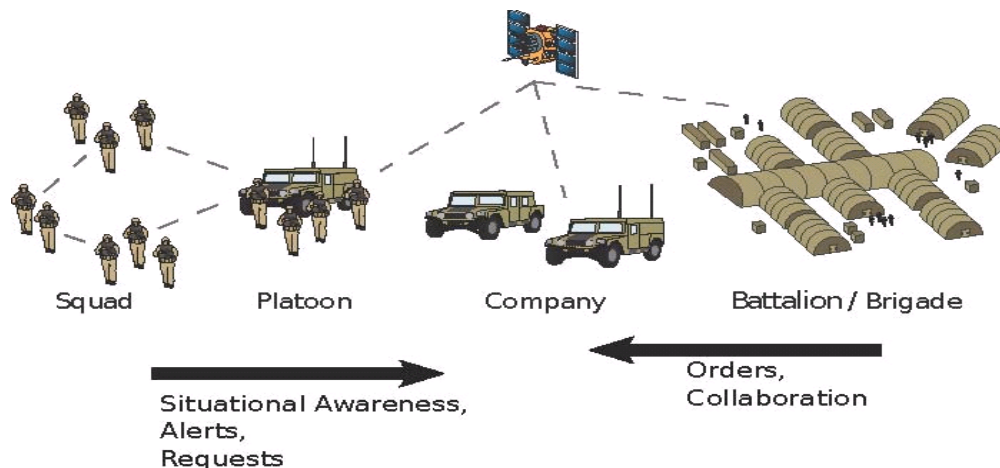 Squad
Platoon
Company
Battalion / Brigade
Situational Awareness,
Alerts,
Requests
Orders,
Collaboration